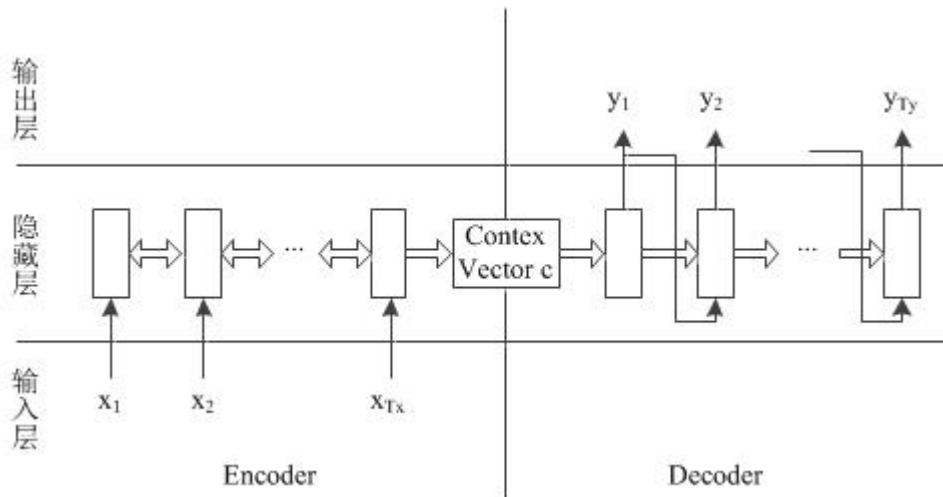 输出层
y1
y2
yTy
隐藏层
...
Contex
Vector c
...
输入层
x1
x2
xTx
Encoder
Decoder